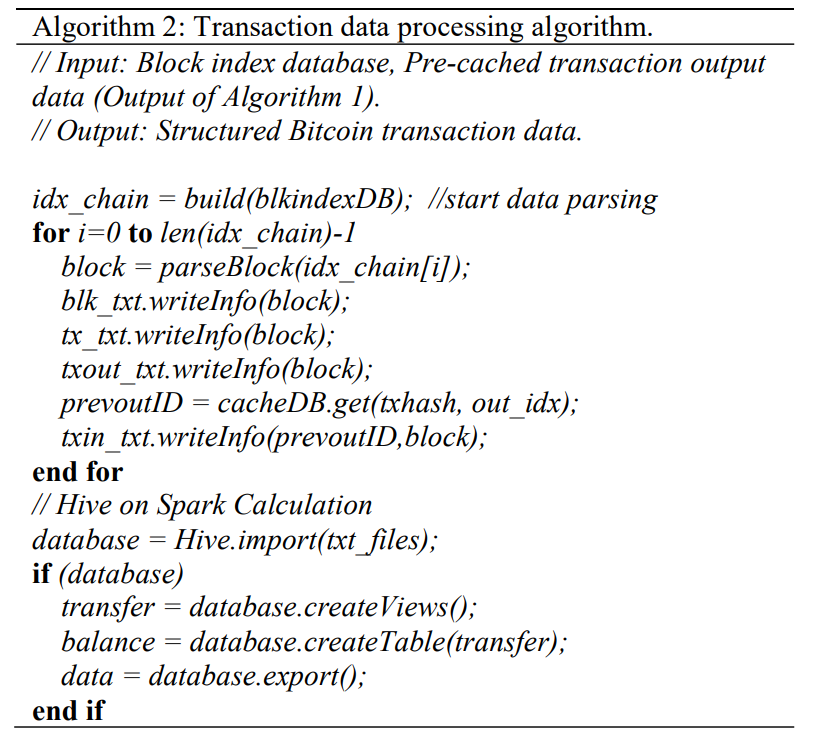 Algorithm 2: Transaction data processing algorithm.
// Input: Block index database, Pre-cached transaction output
data (Output of Algorithm 1).
// Output: Structured Bitcoin transaction data.
idx_chain = build(blkindexDB); //start data parsing
for i=0 to len(idx_chain)-1
block = parseBlock(idx_chain[i]);
blk_txt.writeInfo(block);
tx_txt.writeInfo(block);
txout_txt.writeInfo(block);
prevoutID = cacheDB.get(txhash, out_idx);
txin_txt.writeInfo(prevoutID,block);
end for
// Hive on Spark Calculation
database = Hive.import(txt_files);
if (database)
transfer = database.createViews();
balance = database.createTable(transfer);
data = database.export();
end if